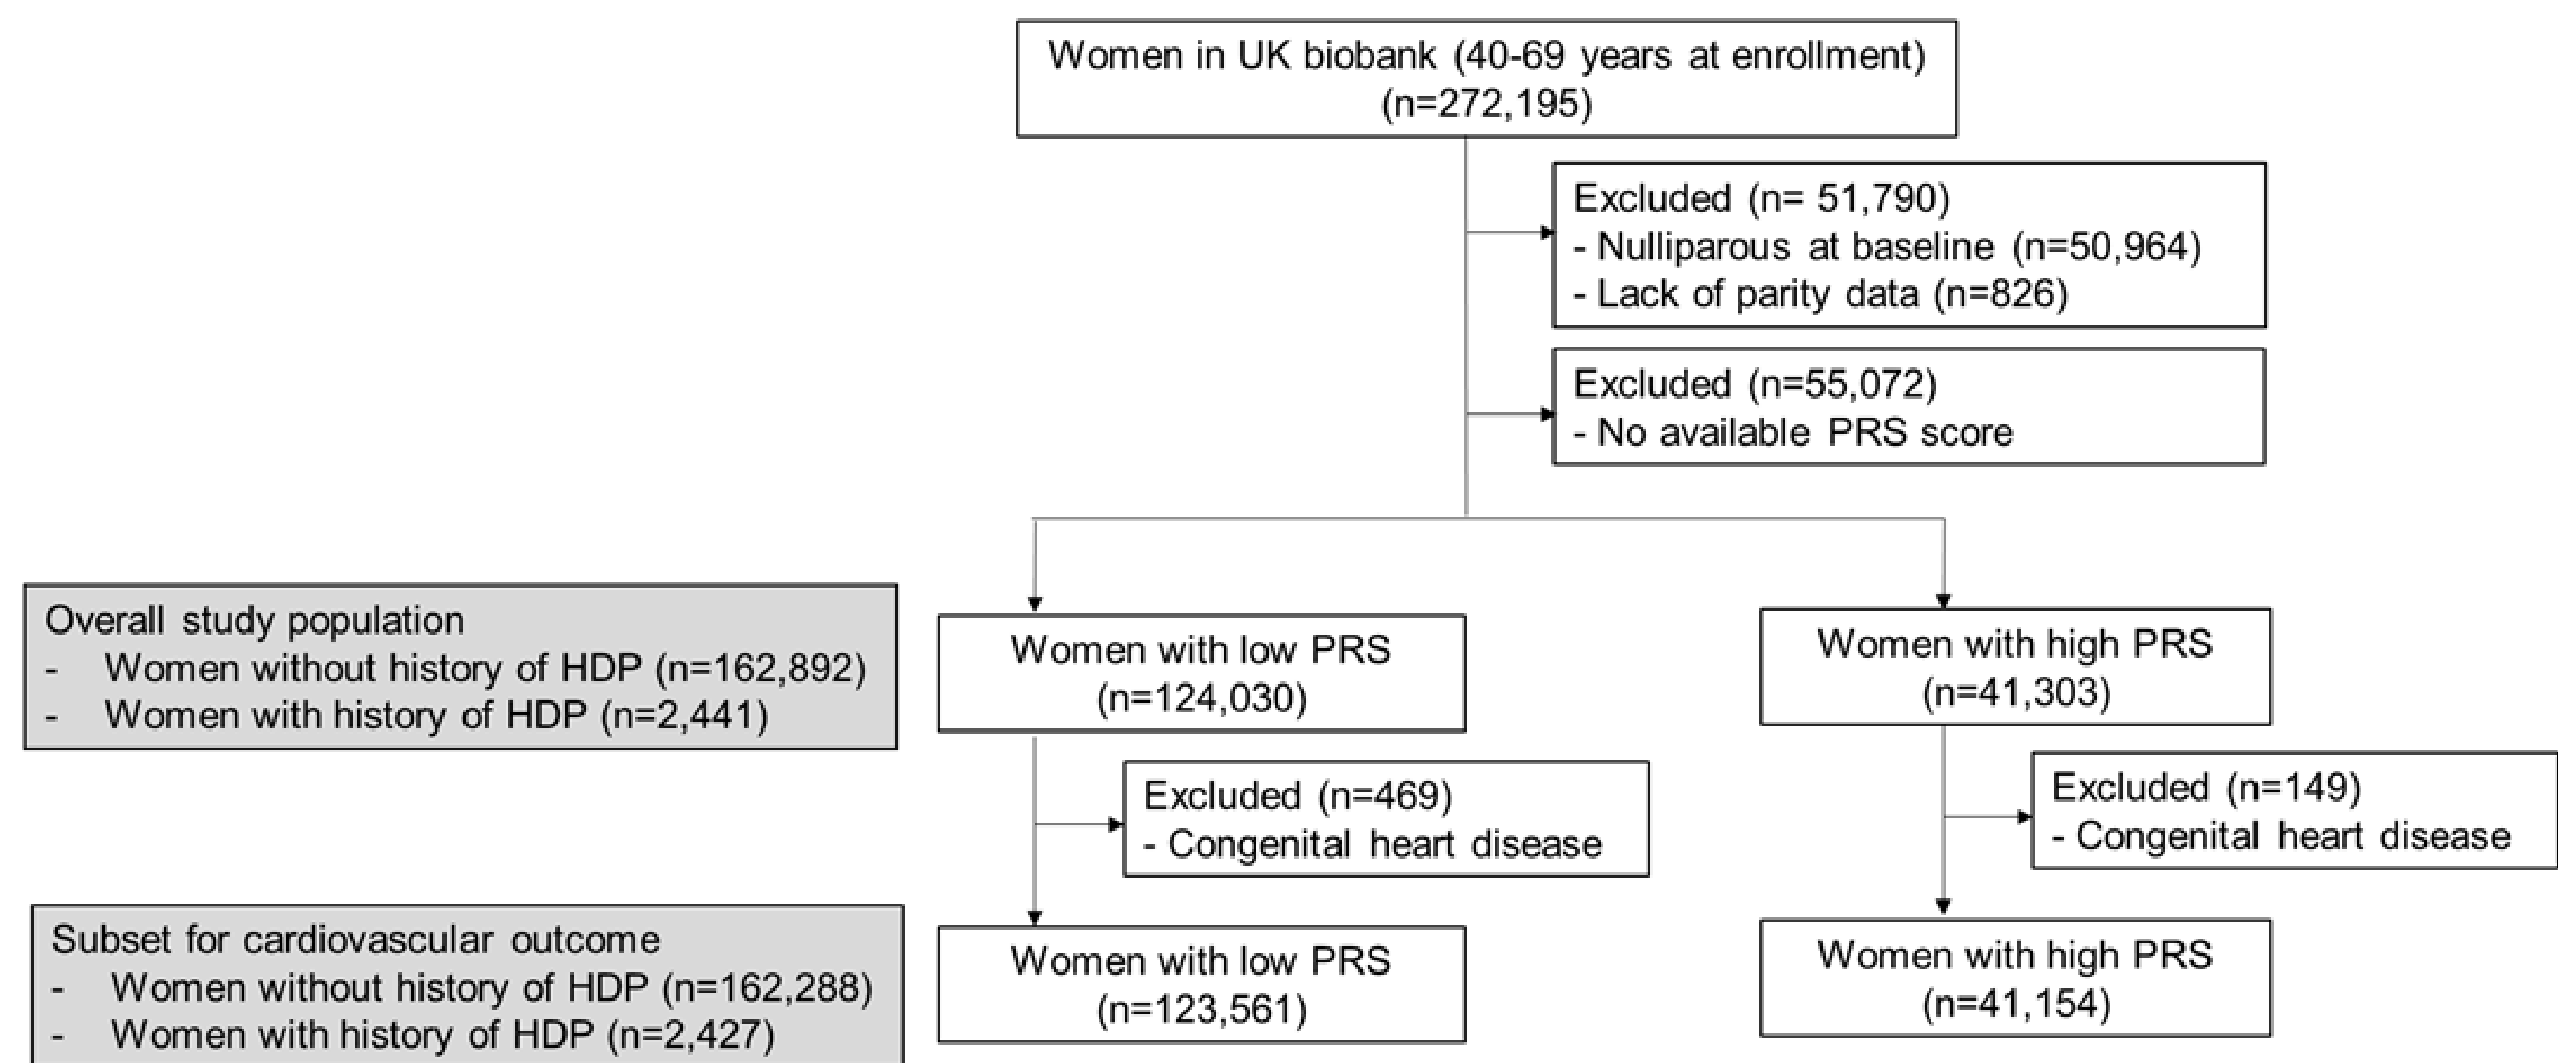 Women in UK biobank (40-69 years at enrollment)
(n=272,195)
Excluded (n= 51,790)
- Nulliparous at baseline (n=50,964)
- Lack of parity data (n=826)
Excluded (n=55,072)
- No available PRS score
Overall study population
- Women without history of HDP (n=162,892)
- Women with history of HDP (n=2,441)
Women with low PRS
(n=124,030)
Women with high PRS
(n=41,303)
Excluded (n=469)
- Congenital heart disease
Excluded (n=149)
- Congenital heart disease
Subset for cardiovascular outcome
- Women without history of HDP (n=162,288)
- Women with history of HDP (n=2,427)
Women with low PRS
(n=123,561)
Women with high PRS
(n=41,154)